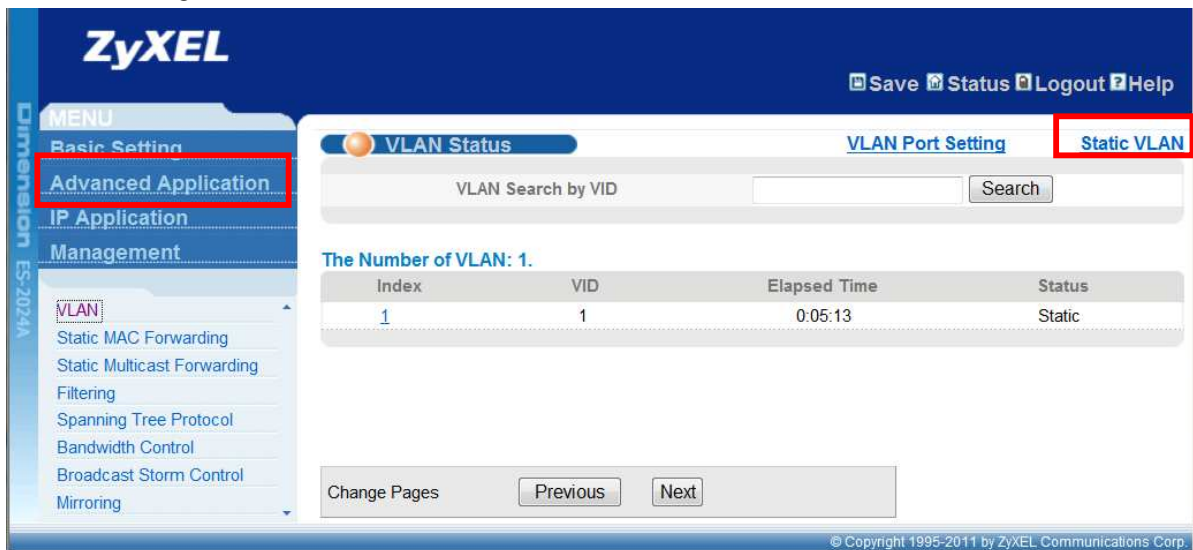 ZyXEL
Save Status Logout Help
Dimension ES-2024A
MENU
Basic Setting
Advanced Application
IP Application
Management
VLAN
Static MAC Forwarding
Static Multicast Forwarding
Filtering
Spanning Tree Protocol
Bandwidth Control
Broadcast Storm Control
Mirroring
VLAN Status VLAN Port Setting Static VLAN
VLAN Search by VID Search
The Number of VLAN: 1.
Index VID Elapsed Time Status
1 1 0:05:13 Static
Change Pages Previous Next
© Copyright 1995-2011 by ZyXEL Communications Corp.